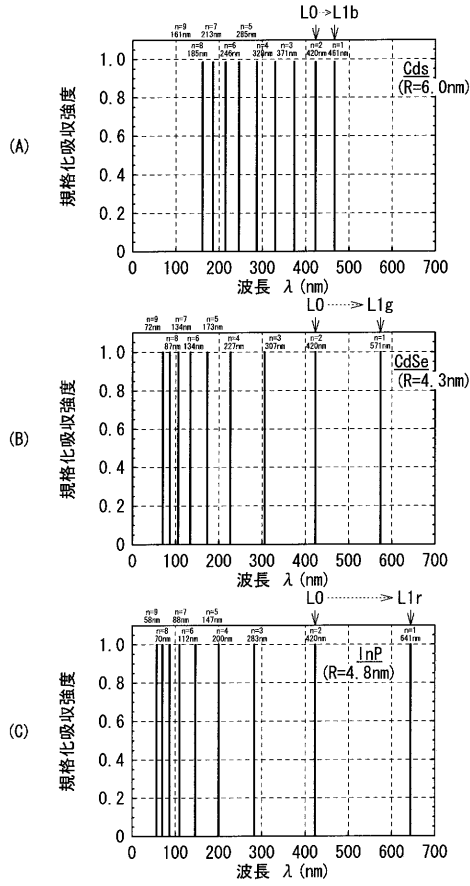 L0→L1b
n=9 n=7 n=5
161nm 213nm 285nm
n=8 n=6 n=4 n=3 n=2 n=1
185nm 246nm 371nm 420nm 461nm
Cds
(R=6.0nm)
(A)
規格化吸収強度
1.0
0.8
0.6
0.4
0.2
0
0 100 200 300 400 500 600 700
波長 λ (nm)
L0 ------> L1g
n=9 n=7 n=5
72nm 134nm 173nm
n=8 n=6 n=4 n=3 n=2 n=1
87nm 134nm 227nm 307nm 420nm 571nm
CdSe
(R=4.3nm)
(B)
規格化吸収強度
1.0
0.8
0.6
0.4
0.2
0
0 100 200 300 400 500 600 700
波長 λ (nm)
L0 ------> L1r
n=9 n=7 n=5
58nm 88nm 147nm
n=8 n=6 n=4 n=3 n=2 n=1
70nm 112nm 200nm 283nm 420nm 641nm
InP
(R=4.8nm)
(C)
規格化吸収強度
1.0
0.8
0.6
0.4
0.2
0
0 100 200 300 400 500 600 700
波長 λ (nm)